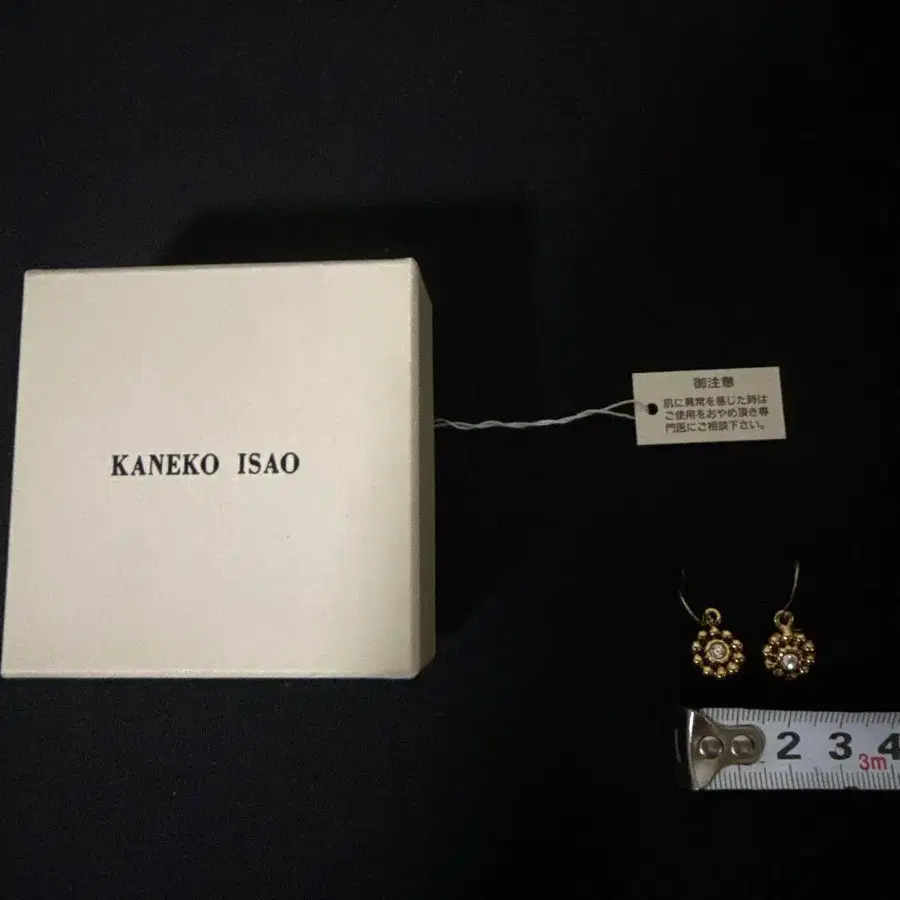 KANEKO ISAO
御注意
肌に異常を感じた時は
ご使用をおやめ頂き専
門医にご相談下さい。
2 3 4
3m